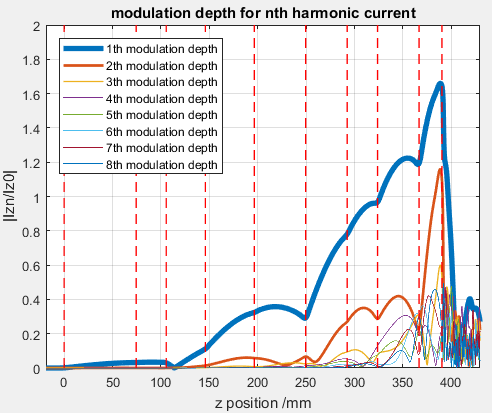 modulation depth for nth harmonic current
2
1.8
1.6
1.4
1.2
1
0.8
0.6
0.4
0.2
0
|Izn/Iz0|
1th modulation depth
2th modulation depth
3th modulation depth
4th modulation depth
5th modulation depth
6th modulation depth
7th modulation depth
8th modulation depth
0 50 100 150 200 250 300 350 400
z position /mm